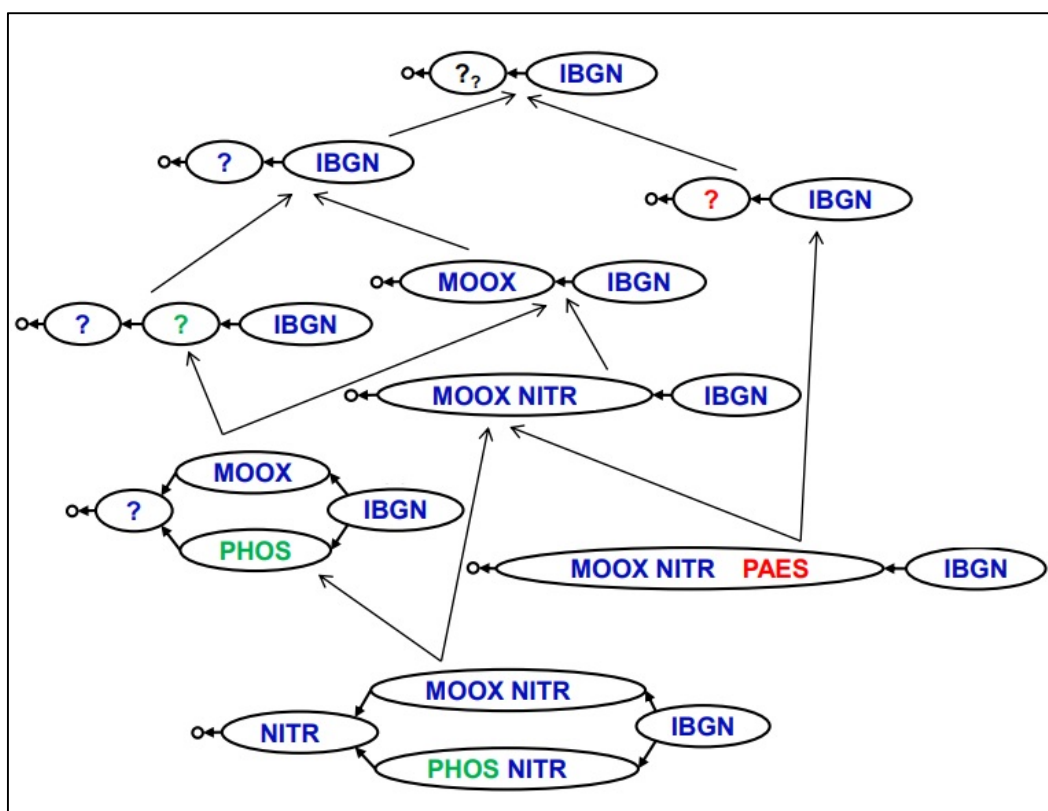 ?? IBGN
? IBGN
? IBGN
MOOX IBGN
? ? IBGN
MOOX NITR IBGN
MOOX
? IBGN
PHOS
MOOX NITR PAES IBGN
MOOX NITR
NITR IBGN
PHOS NITR